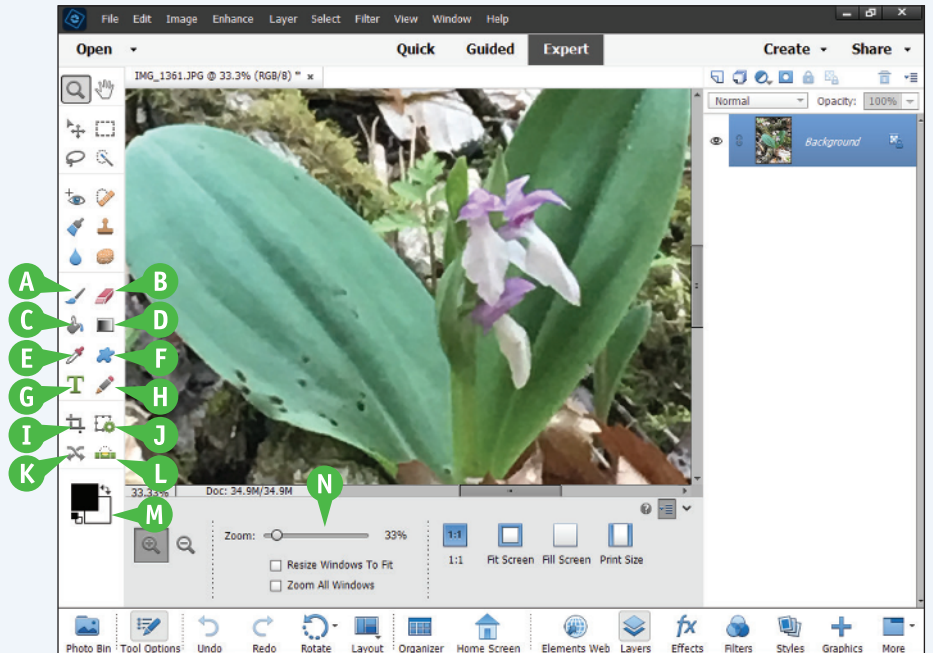 File Edit Image Enhance Layer Select Filter View Window Help
Open Quick Guided Expert Create Share
IMG_1361.JPG @ 33.3% (RGB/8) * x
Normal Opacity: 100%
Background
A B
C D
E F
G T H
I J
K L
M
33.33% Doc: 34.9M/34.9M N
Zoom: 33% 1:1
1:1 Fit Screen Fill Screen Print Size
Resize Windows To Fit
Zoom All Windows
fx
Photo Bin Tool Options Undo Redo Rotate Layout Organizer Home Screen Elements Web Layers Effects Filters Styles Graphics More